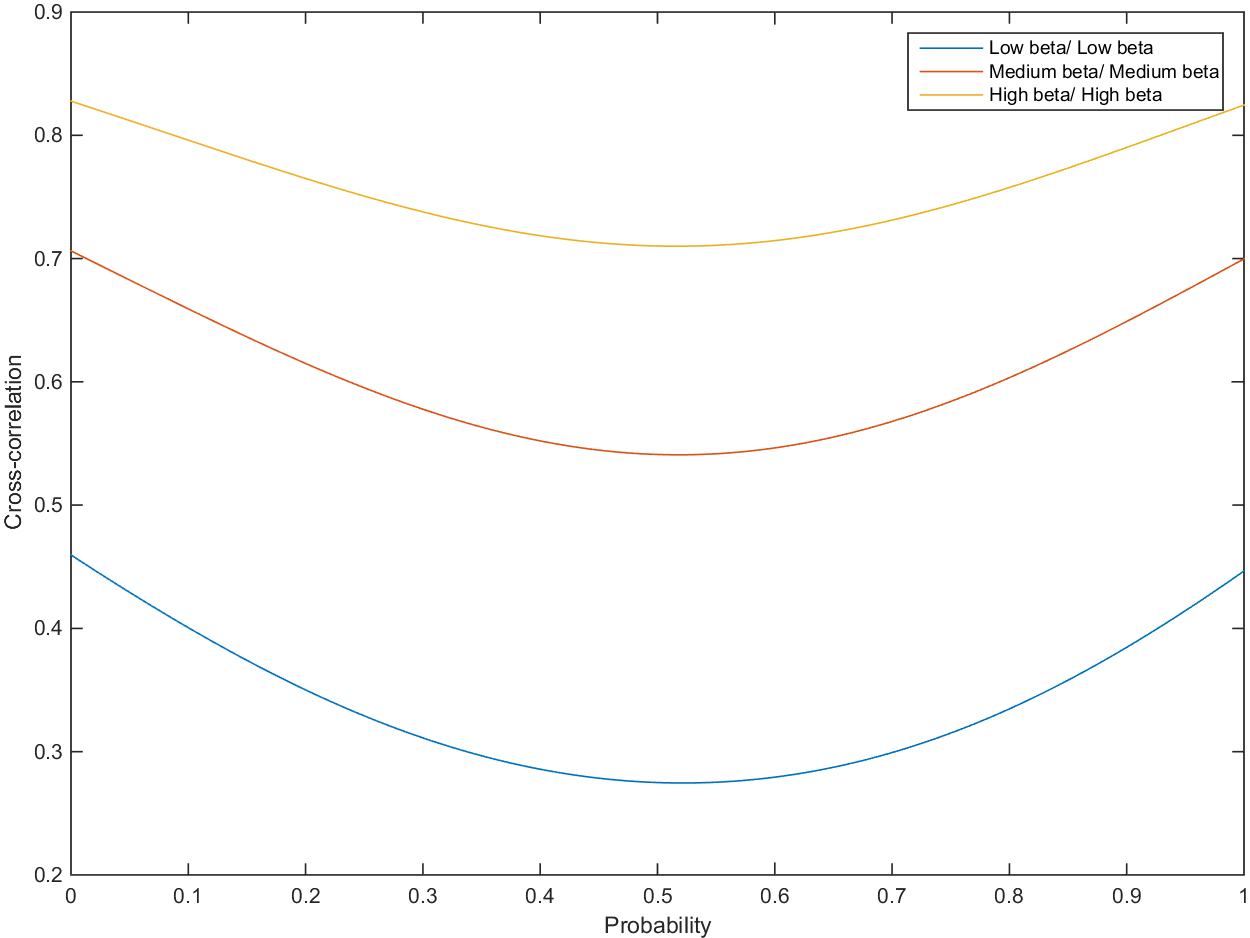 0.9
0.8
0.7
0.6
0.5
0.4
0.3
0.2
Cross-correlation
Low beta/ Low beta
Medium beta/ Medium beta
High beta/ High beta
0 0.1 0.2 0.3 0.4 0.5 0.6 0.7 0.8 0.9 1
Probability